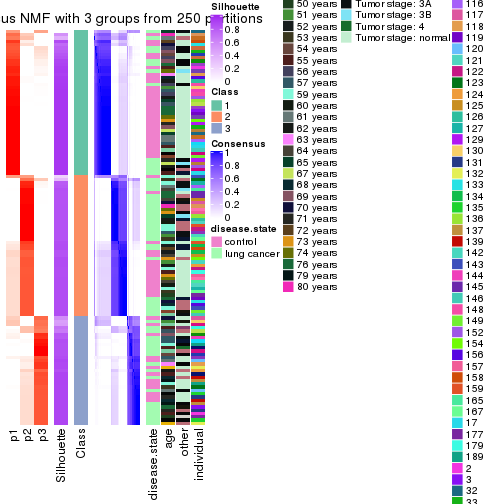 us NMF with 3 groups from 250 partitions
p1
p2
p3
Silhouette
Class
disease.state
age
other
individual
Silhouette
1
0.8
0.6
0.4
0.2
0
Class
1
2
3
Consensus
1
0.8
0.6
0.4
0.2
0
disease.state
control
lung cancer
50 years
51 years
52 years
53 years
54 years
55 years
56 years
57 years
59 years
60 years
61 years
62 years
63 years
64 years
65 years
67 years
68 years
69 years
70 years
71 years
72 years
73 years
74 years
76 years
79 years
80 years
Tumor stage: 3A
Tumor stage: 3B
Tumor stage: 4
Tumor stage: normal
116
117
118
119
120
121
122
123
124
125
126
127
129
130
131
132
133
134
135
136
137
139
142
143
144
145
146
148
149
152
154
156
157
158
159
165
167
17
177
179
189
2
3
32
33